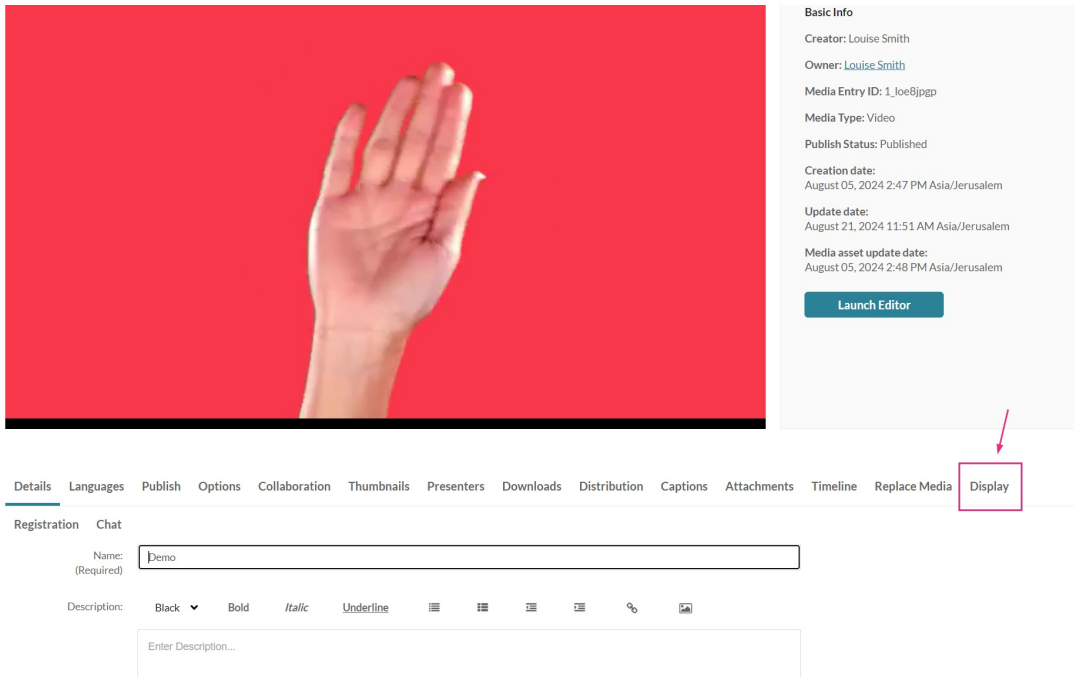 Basic Info
Creator: Louise Smith
Owner: Louise Smith
Media Entry ID: 1_loe8jpgp
Media Type: Video
Publish Status: Published
Creation date:
August 05, 2024 2:47 PM Asia/Jerusalem
Update date:
August 21, 2024 11:51 AM Asia/Jerusalem
Media asset update date:
August 05, 2024 2:48 PM Asia/Jerusalem
Launch Editor
Details Languages Publish Options Collaboration Thumbnails Presenters Downloads Distribution Captions Attachments Timeline Replace Media Display
Registration Chat
Name: Demo
(Required)
Description: Black Bold Italic Underline
Enter Description...